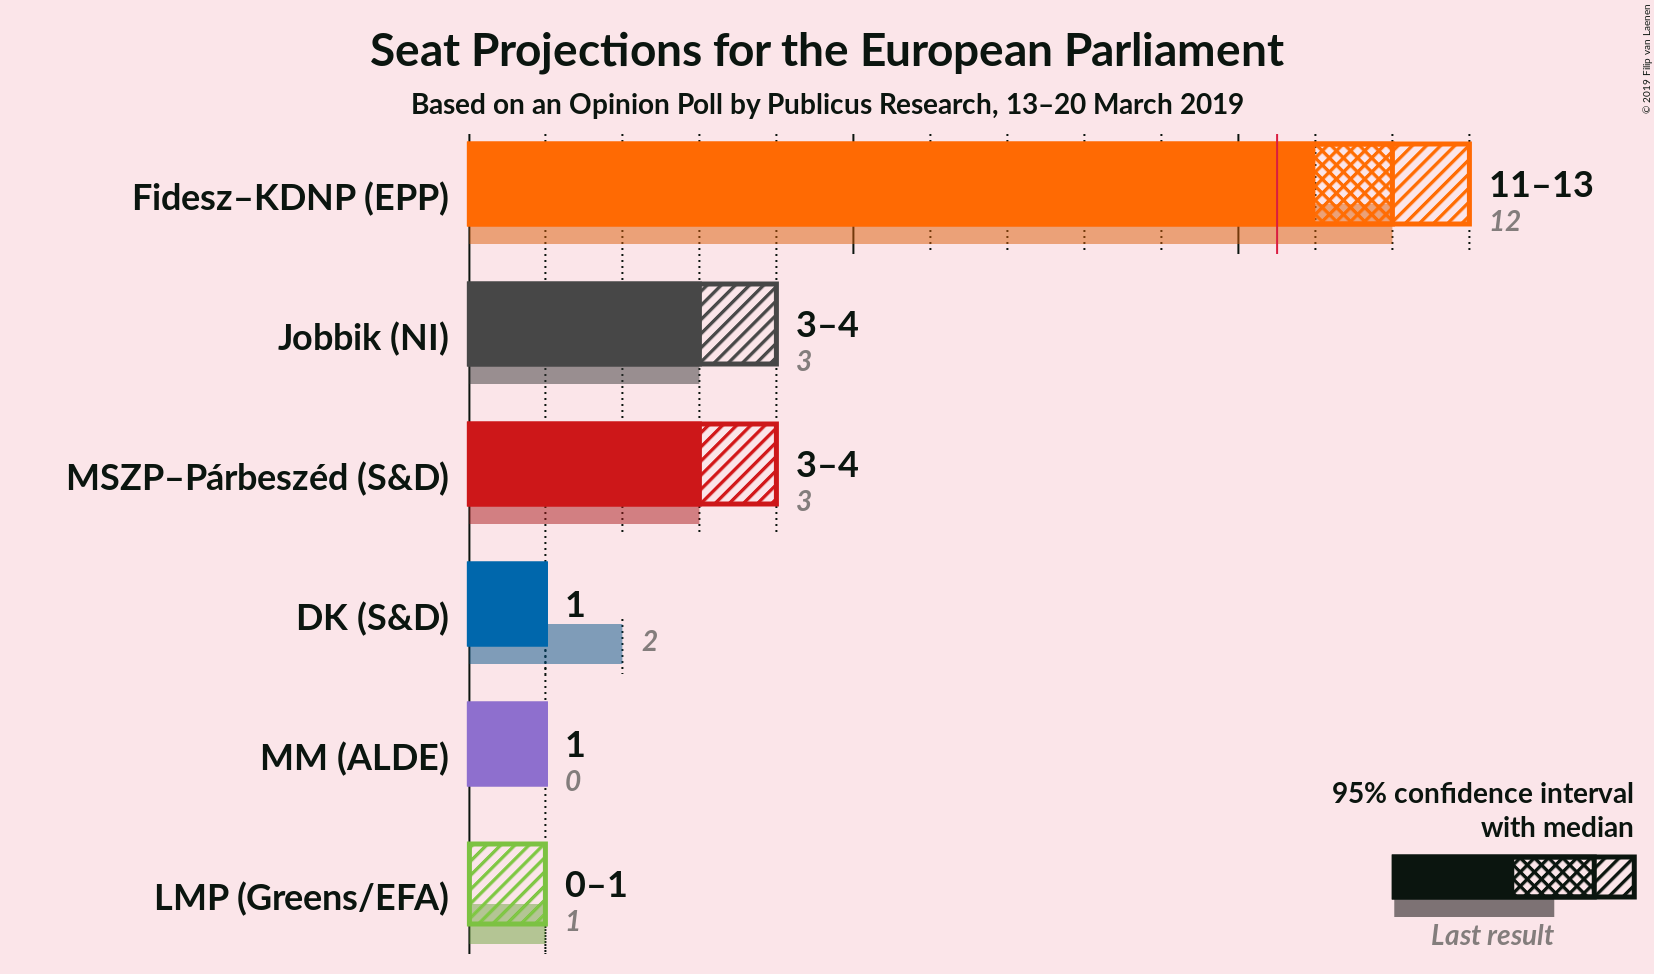 Seat Projections for the European Parliament
Based on an Opinion Poll by Publicus Research, 13–20 March 2019
© 2019 Filip van Laenen
Fidesz–KDNP (EPP)
11–13
12
Jobbik (NI)
3–4
3
MSZP–Párbeszéd (S&D)
3–4
3
DK (S&D)
1
2
MM (ALDE)
1
0
LMP (Greens/EFA)
0–1
1
95% confidence interval
with median
Last result